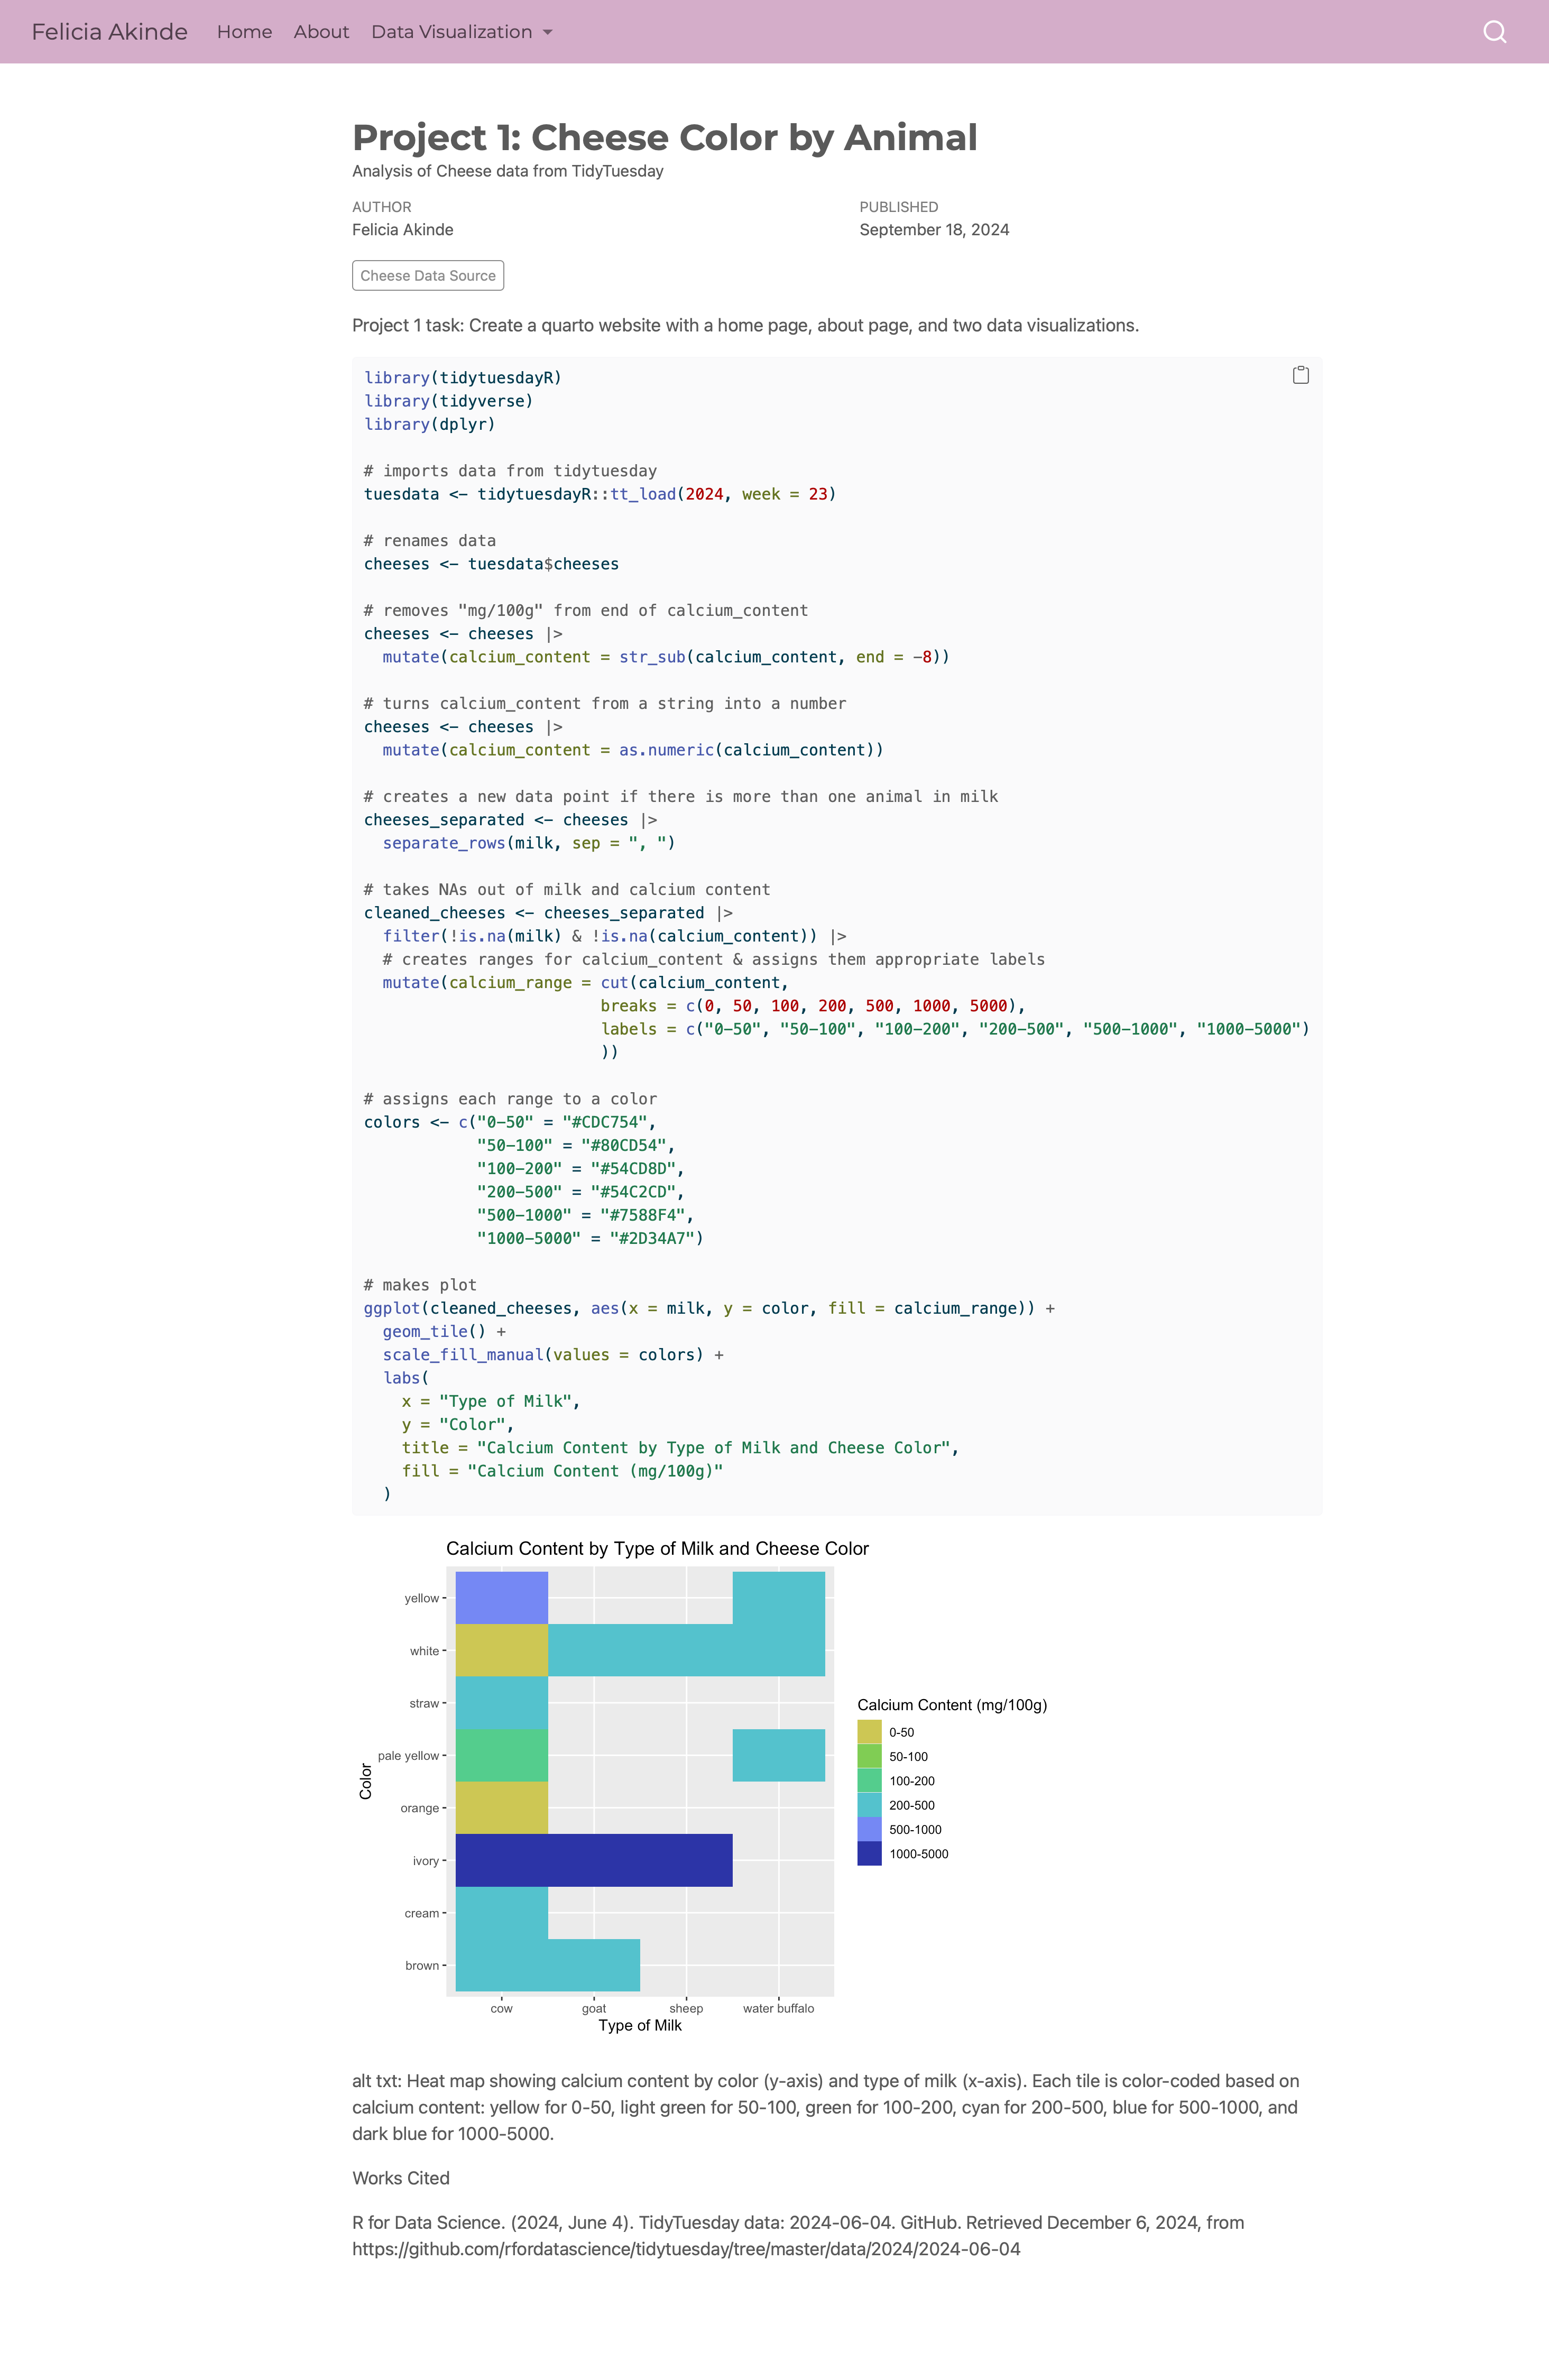 Felicia Akinde Home About Data Visualization
Project 1: Cheese Color by Animal
Analysis of Cheese data from TidyTuesday
AUTHOR PUBLISHED
Felicia Akinde September 18, 2024
Cheese Data Source
Project 1 task: Create a quarto website with a home page, about page, and two data visualizations.
library(tidytuesdayR)
library(tidyverse)
library(dplyr)
# imports data from tidytuesday
tuesdata <- tidytuesdayR::tt_load(2024, week = 23)
# renames data
cheeses <- tuesdata$cheeses
# removes "mg/100g" from end of calcium_content
cheeses <- cheeses |>
  mutate(calcium_content = str_sub(calcium_content, end = -8))
# turns calcium_content from a string into a number
cheeses <- cheeses |>
  mutate(calcium_content = as.numeric(calcium_content))
# creates a new data point if there is more than one animal in milk
cheeses_separated <- cheeses |>
  separate_rows(milk, sep = ", ")
# takes NAs out of milk and calcium content
cleaned_cheeses <- cheeses_separated |>
  filter(!is.na(milk) & !is.na(calcium_content)) |>
  # creates ranges for calcium_content & assigns them appropriate labels
  mutate(calcium_range = cut(calcium_content,
                         breaks = c(0, 50, 100, 200, 500, 1000, 5000),
                         labels = c("0-50", "50-100", "100-200", "200-500", "500-1000", "1000-5000")
                         ))
# assigns each range to a color
colors <- c("0-50" = "#CDC754",
            "50-100" = "#80CD54",
            "100-200" = "#54CD8D",
            "200-500" = "#54C2CD",
            "500-1000" = "#7588F4",
            "1000-5000" = "#2D34A7")
# makes plot
ggplot(cleaned_cheeses, aes(x = milk, y = color, fill = calcium_range)) +
  geom_tile() +
  scale_fill_manual(values = colors) +
  labs(
    x = "Type of Milk",
    y = "Color",
    title = "Calcium Content by Type of Milk and Cheese Color",
    fill = "Calcium Content (mg/100g)"
  )
Calcium Content by Type of Milk and Cheese Color
Color
yellow
white
straw
pale yellow
orange
ivory
cream
brown
cow goat sheep water buffalo
Type of Milk
Calcium Content (mg/100g)
0-50
50-100
100-200
200-500
500-1000
1000-5000
alt txt: Heat map showing calcium content by color (y-axis) and type of milk (x-axis). Each tile is color-coded based on
calcium content: yellow for 0-50, light green for 50-100, green for 100-200, cyan for 200-500, blue for 500-1000, and
dark blue for 1000-5000.
Works Cited
R for Data Science. (2024, June 4). TidyTuesday data: 2024-06-04. GitHub. Retrieved December 6, 2024, from
https://github.com/rfordatascience/tidytuesday/tree/master/data/2024/2024-06-04